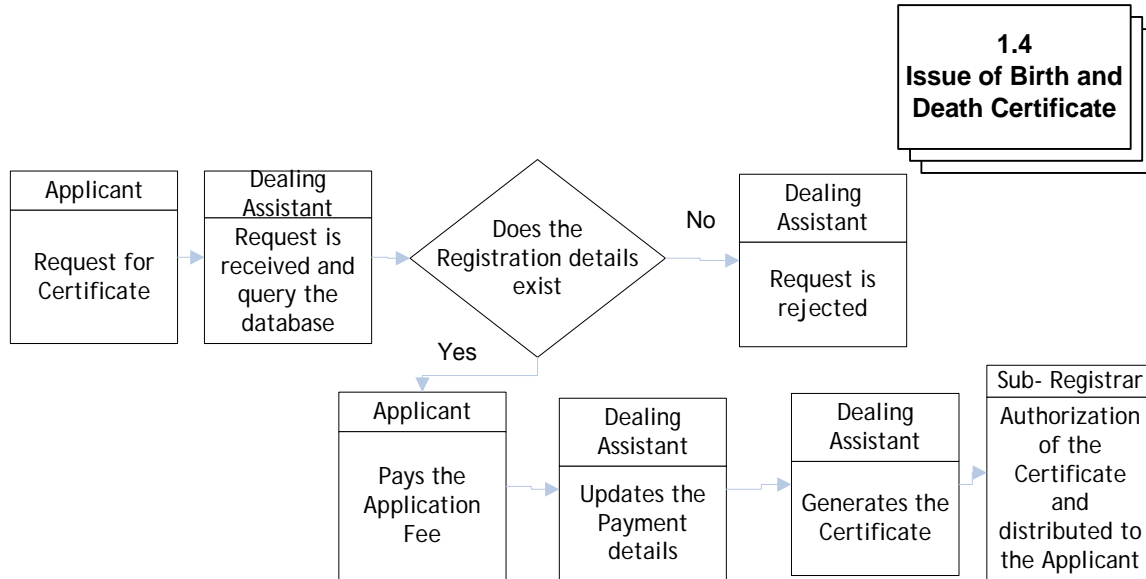 1.4
Issue of Birth and
Death Certificate
Applicant
Request for
Certificate
Dealing
Assistant
Request is
received and
query the
database
Does the
Registration details
exist
No
Dealing
Assistant
Request is
rejected
Yes
Applicant
Pays the
Application
Fee
Dealing
Assistant
Updates the
Payment
details
Dealing
Assistant
Generates the
Certificate
Sub- Registrar
Authorization
of the
Certificate
and
distributed to
the Applicant